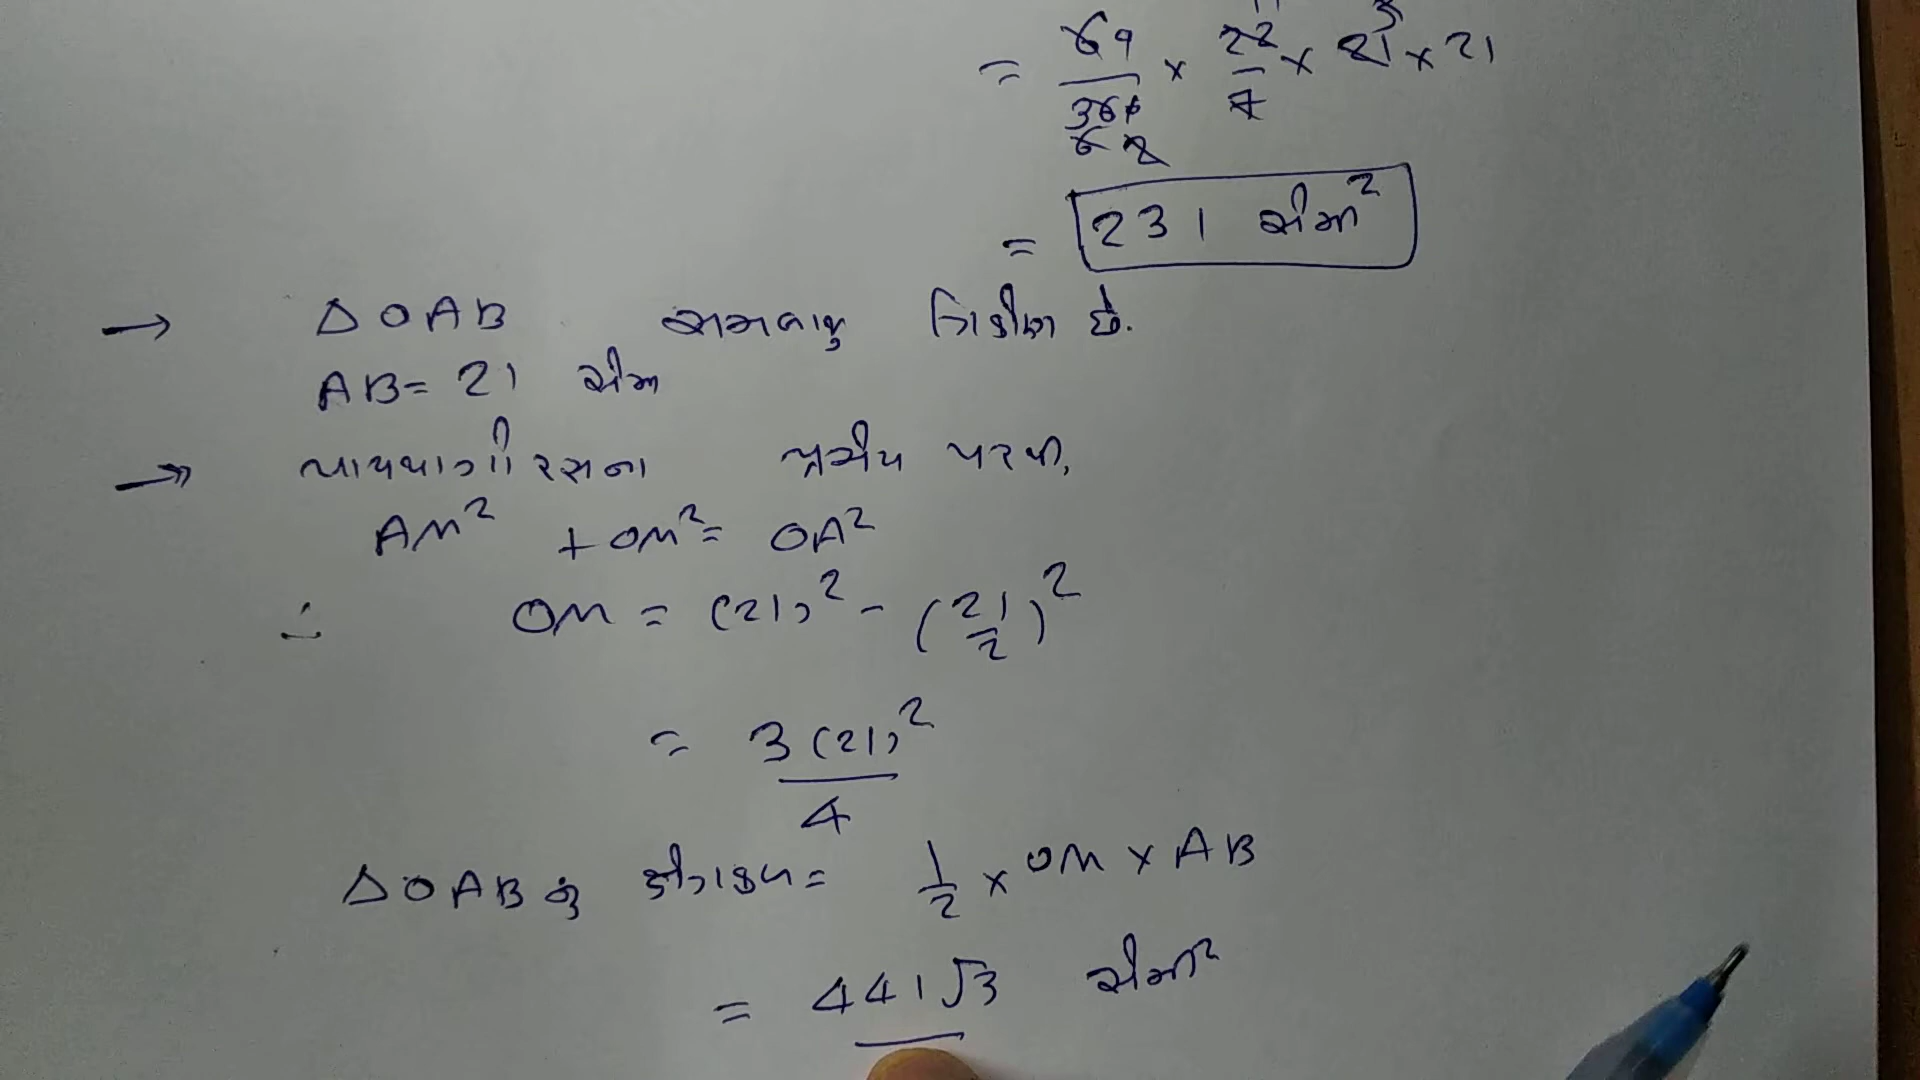 = 60/360 × 22/7 × 21 × 21
= 231 સેમી²
→ ΔOAB સમબાજુ ત્રિકોણ છે.
AB = 21 સેમી
→ પાયથાગોરસના પ્રમેય પરથી,
AM² + OM² = OA²
∴ OM = (21)² - (21/2)²
= 3(21)²/4
ΔOAB નું ક્ષેત્રફળ = 1/2 × OM × AB
= 441√3 સેમી²